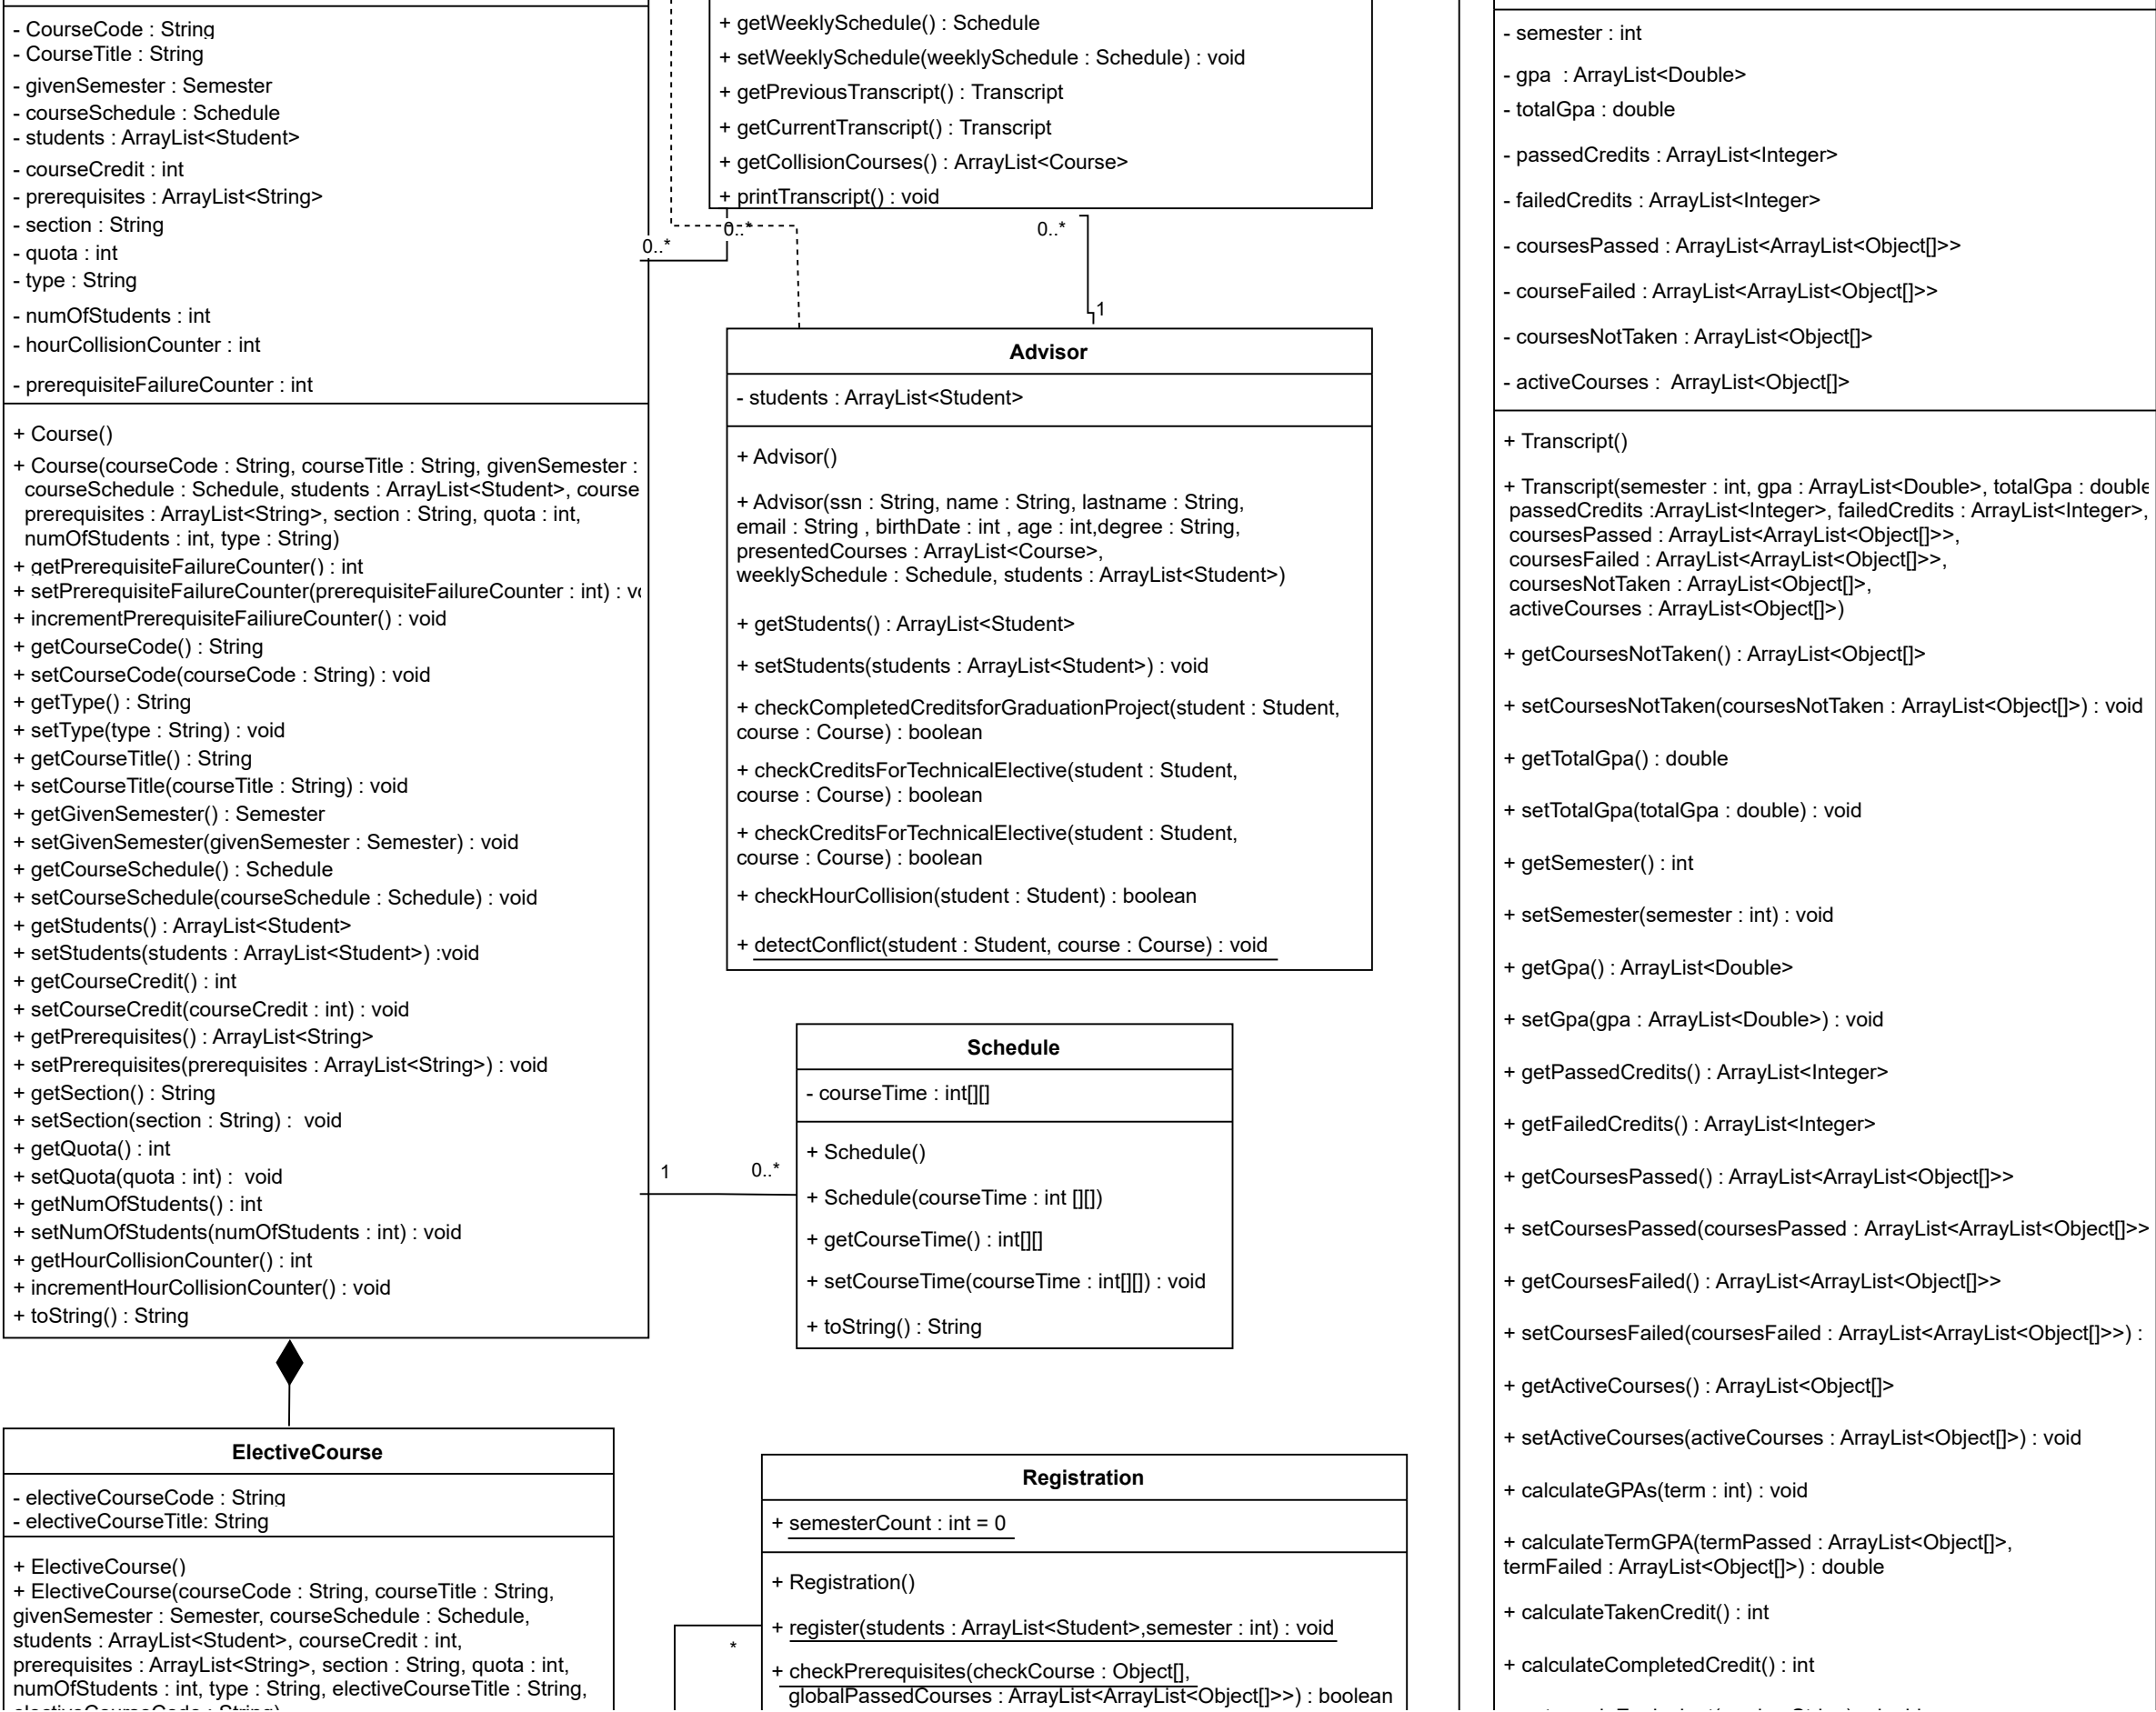 - CourseCode : String
- CourseTitle : String
- givenSemester : Semester
- courseSchedule : Schedule
- students : ArrayList<Student>
- courseCredit : int
- prerequisites : ArrayList<String>
- section : String
- quota : int
- type : String
- numOfStudents : int
- hourCollisionCounter : int
- prerequisiteFailureCounter : int
+ Course()
+ Course(courseCode : String, courseTitle : String, givenSemester :
courseSchedule : Schedule, students : ArrayList<Student>, course
prerequisites : ArrayList<String>, section : String, quota : int,
numOfStudents : int, type : String)
+ getPrerequisiteFailureCounter() : int
+ setPrerequisiteFailureCounter(prerequisiteFailureCounter : int) : vo
+ incrementPrerequisiteFailiureCounter() : void
+ getCourseCode() : String
+ setCourseCode(courseCode : String) : void
+ getType() : String
+ setType(type : String) : void
+ getCourseTitle() : String
+ setCourseTitle(courseTitle : String) : void
+ getGivenSemester() : Semester
+ setGivenSemester(givenSemester : Semester) : void
+ getCourseSchedule() : Schedule
+ setCourseSchedule(courseSchedule : Schedule) : void
+ getStudents() : ArrayList<Student>
+ setStudents(students : ArrayList<Student>) :void
+ getCourseCredit() : int
+ setCourseCredit(courseCredit : int) : void
+ getPrerequisites() : ArrayList<String>
+ setPrerequisites(prerequisites : ArrayList<String>) : void
+ getSection() : String
+ setSection(section : String) :  void
+ getQuota() : int
+ setQuota(quota : int) :  void
+ getNumOfStudents() : int
+ setNumOfStudents(numOfStudents : int) : void
+ getHourCollisionCounter() : int
+ incrementHourCollisionCounter() : void
+ toString() : String
ElectiveCourse
- electiveCourseCode : String
- electiveCourseTitle: String
+ ElectiveCourse()
+ ElectiveCourse(courseCode : String, courseTitle : String,
givenSemester : Semester, courseSchedule : Schedule,
students : ArrayList<Student>, courseCredit : int,
prerequisites : ArrayList<String>, section : String, quota : int,
numOfStudents : int, type : String, electiveCourseTitle : String,
+ getWeeklySchedule() : Schedule
+ setWeeklySchedule(weeklySchedule : Schedule) : void
+ getPreviousTranscript() : Transcript
+ getCurrentTranscript() : Transcript
+ getCollisionCourses() : ArrayList<Course>
+ printTranscript() : void
0..*
0..*
0..*
1
Advisor
- students : ArrayList<Student>
+ Advisor()
+ Advisor(ssn : String, name : String, lastname : String,
email : String , birthDate : int , age : int,degree : String,
presentedCourses : ArrayList<Course>,
weeklySchedule : Schedule, students : ArrayList<Student>)
+ getStudents() : ArrayList<Student>
+ setStudents(students : ArrayList<Student>) : void
+ checkCompletedCreditsforGraduationProject(student : Student,
course : Course) : boolean
+ checkCreditsForTechnicalElective(student : Student,
course : Course) : boolean
+ checkCreditsForTechnicalElective(student : Student,
course : Course) : boolean
+ checkHourCollision(student : Student) : boolean
+ detectConflict(student : Student, course : Course) : void
1
0..*
Schedule
- courseTime : int[][]
+ Schedule()
+ Schedule(courseTime : int [][])
+ getCourseTime() : int[][]
+ setCourseTime(courseTime : int[][]) : void
+ toString() : String
Registration
+ semesterCount : int = 0
+ Registration()
+ register(students : ArrayList<Student>,semester : int) : void
*
+ checkPrerequisites(checkCourse : Object[],
globalPassedCourses : ArrayList<ArrayList<Object[]>>) : boolean
- semester : int
- gpa  : ArrayList<Double>
- totalGpa : double
- passedCredits : ArrayList<Integer>
- failedCredits : ArrayList<Integer>
- coursesPassed : ArrayList<ArrayList<Object[]>>
- courseFailed : ArrayList<ArrayList<Object[]>>
- coursesNotTaken : ArrayList<Object[]>
- activeCourses :  ArrayList<Object[]>
+ Transcript()
+ Transcript(semester : int, gpa : ArrayList<Double>, totalGpa : double
passedCredits :ArrayList<Integer>, failedCredits : ArrayList<Integer>,
coursesPassed : ArrayList<ArrayList<Object[]>>,
coursesFailed : ArrayList<ArrayList<Object[]>>,
coursesNotTaken : ArrayList<Object[]>,
activeCourses : ArrayList<Object[]>)
+ getCoursesNotTaken() : ArrayList<Object[]>
+ setCoursesNotTaken(coursesNotTaken : ArrayList<Object[]>) : void
+ getTotalGpa() : double
+ setTotalGpa(totalGpa : double) : void
+ getSemester() : int
+ setSemester(semester : int) : void
+ getGpa() : ArrayList<Double>
+ setGpa(gpa : ArrayList<Double>) : void
+ getPassedCredits() : ArrayList<Integer>
+ getFailedCredits() : ArrayList<Integer>
+ getCoursesPassed() : ArrayList<ArrayList<Object[]>>
+ setCoursesPassed(coursesPassed : ArrayList<ArrayList<Object[]>>
+ getCoursesFailed() : ArrayList<ArrayList<Object[]>>
+ setCoursesFailed(coursesFailed : ArrayList<ArrayList<Object[]>>) :
+ getActiveCourses() : ArrayList<Object[]>
+ setActiveCourses(activeCourses : ArrayList<Object[]>) : void
+ calculateGPAs(term : int) : void
+ calculateTermGPA(termPassed : ArrayList<Object[]>,
termFailed : ArrayList<Object[]>) : double
+ calculateTakenCredit() : int
+ calculateCompletedCredit() : int